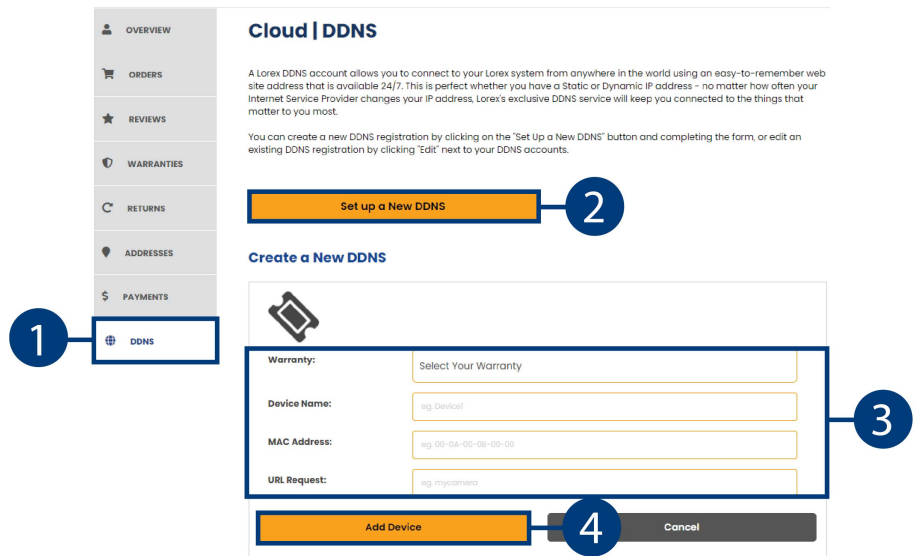 OVERVIEW
ORDERS
REVIEWS
WARRANTIES
RETURNS
ADDRESSES
PAYMENTS
1
DDNS
Cloud | DDNS
A Lorex DDNS account allows you to connect to your Lorex system from anywhere in the world using an easy-to-remember web
site address that is available 24/7. This is perfect whether you have a Static or Dynamic IP address - no matter how often your
Internet Service Provider changes your IP address, Lorex's exclusive DDNS service will keep you connected to the things that
matter to you most.
You can create a new DDNS registration by clicking on the "Set Up a New DDNS" button and completing the form, or edit an
existing DDNS registration by clicking "Edit" next to your DDNS accounts.
Set up a New DDNS
2
Create a New DDNS
Warranty: Select Your Warranty
Device Name: eg. Device1
3
MAC Address: eg. 00-0A-00-0B-00-00
URL Request: eg. mycamera
Add Device
4
Cancel